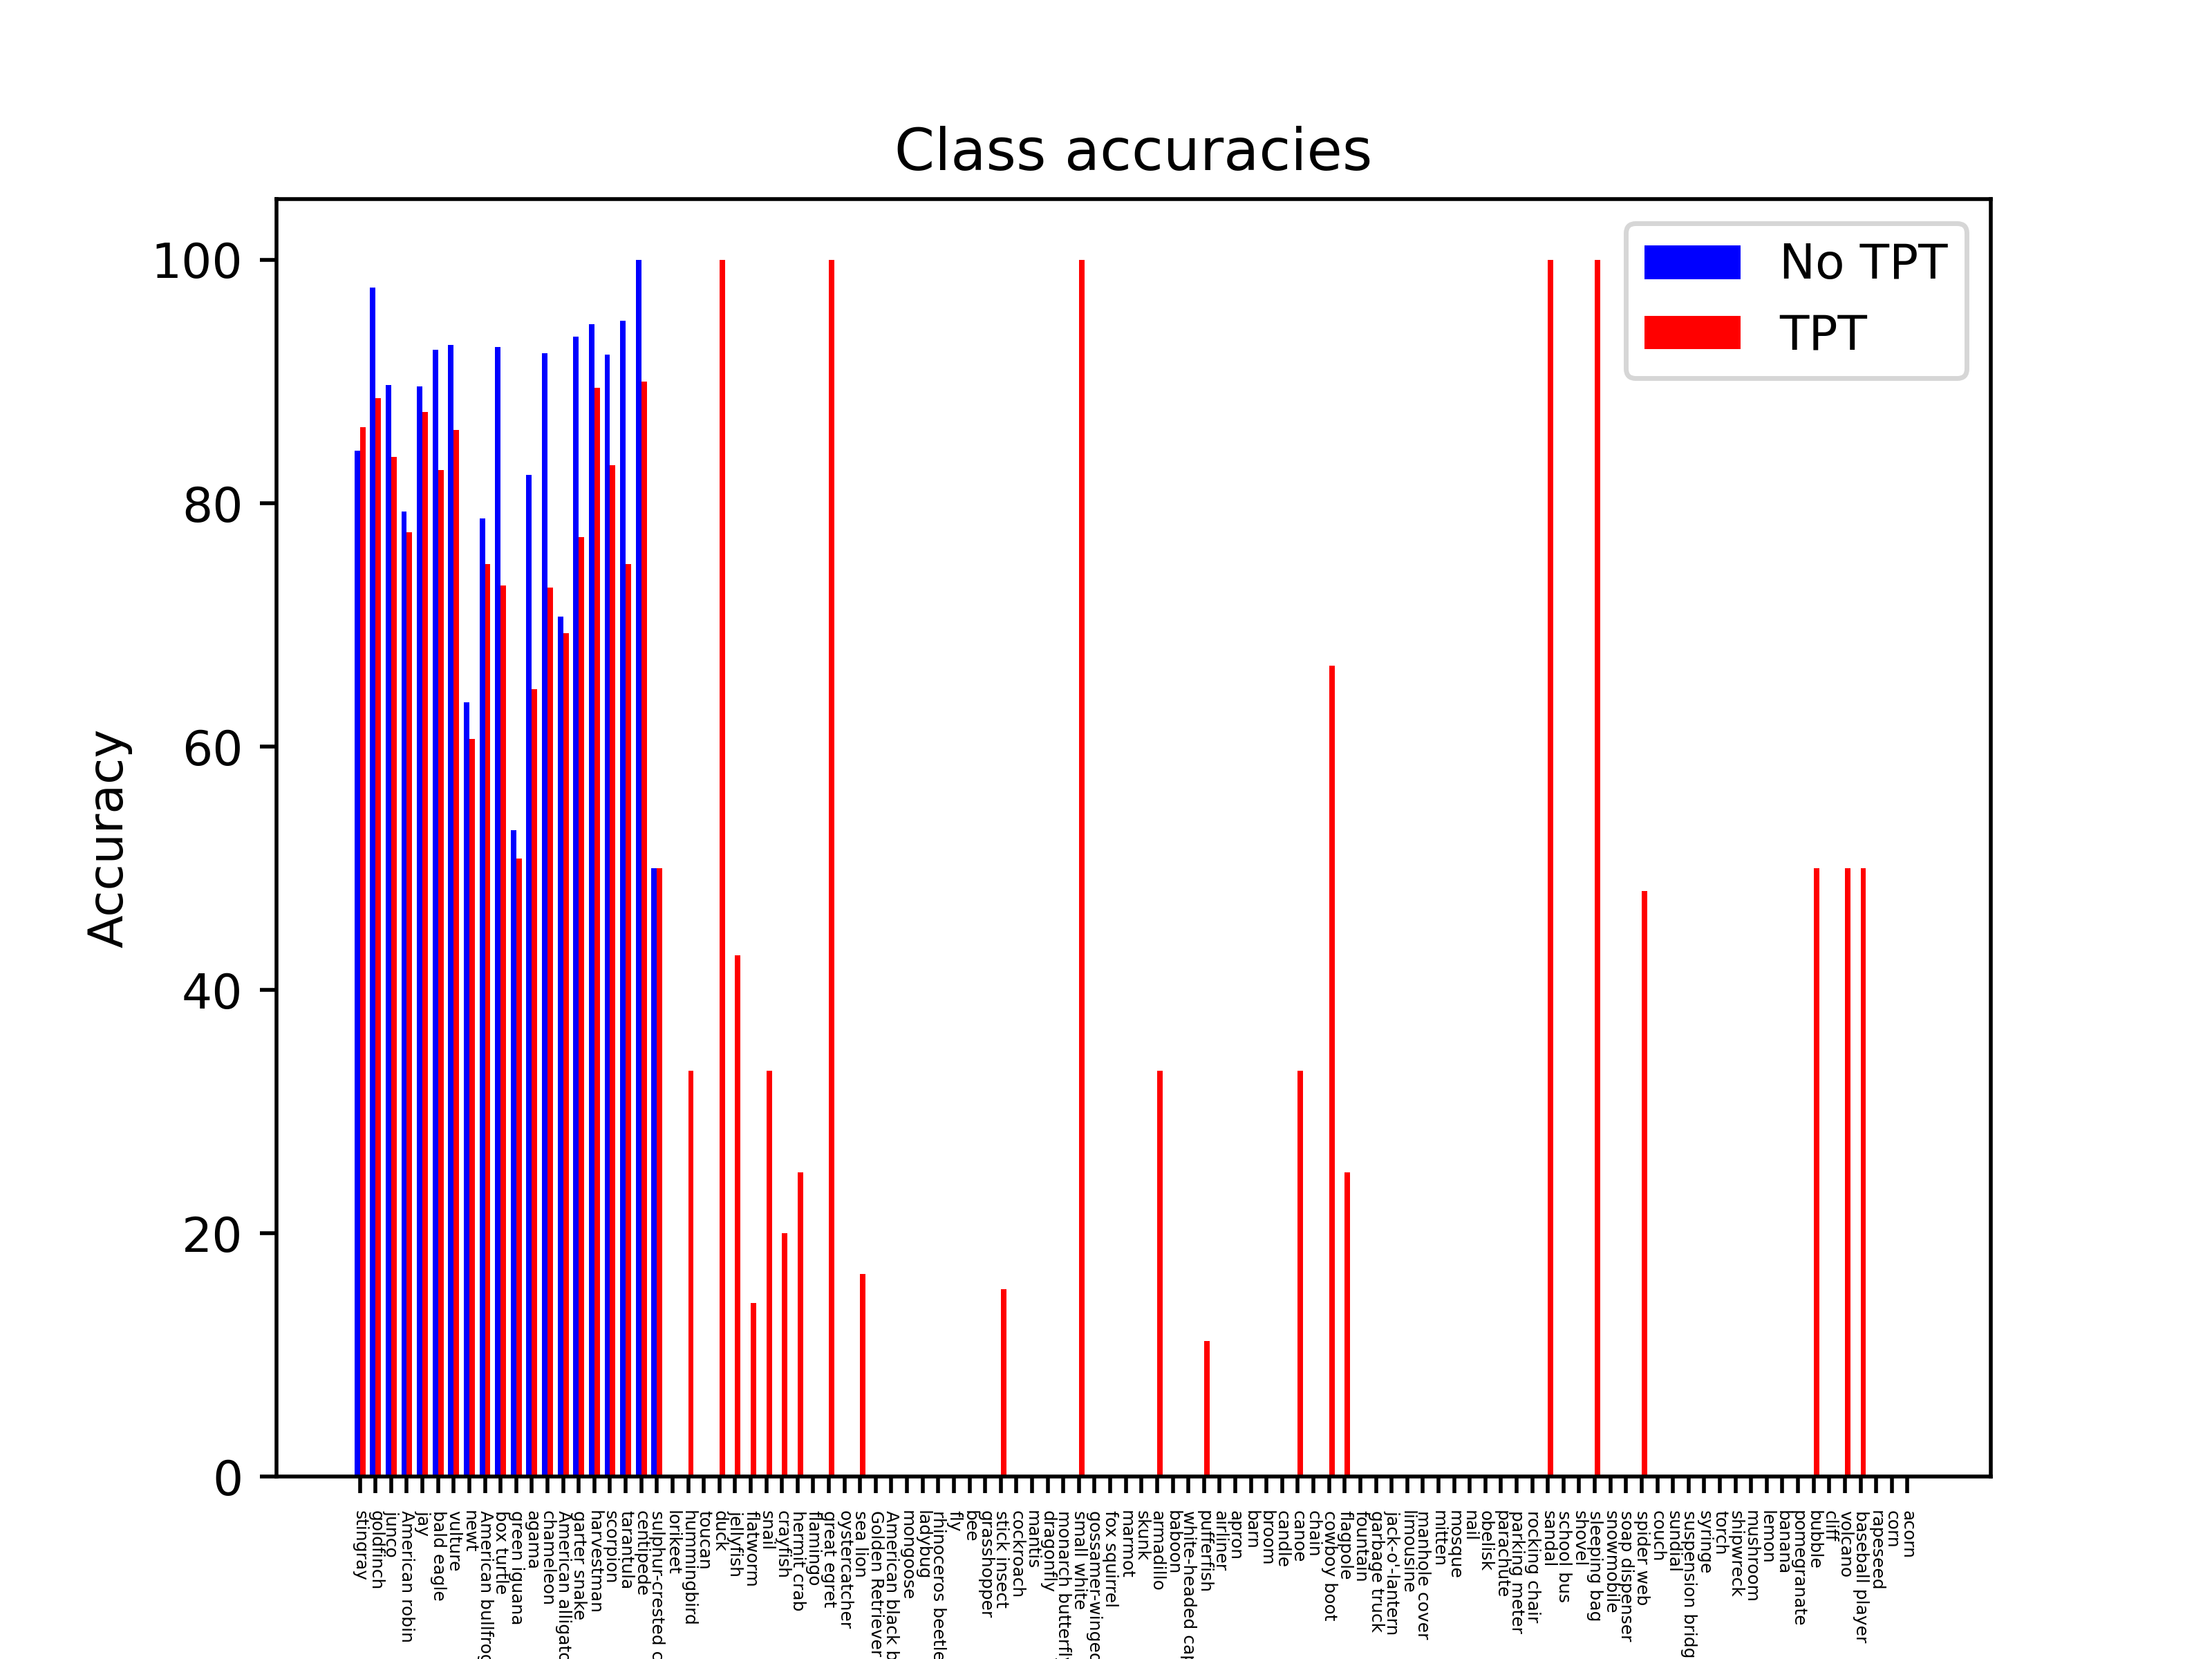 Class accuracies
No TPT
TPT
Accuracy
100
80
60
40
20
0
stingray
goldfinch
junco
American robin
jay
bald eagle
vulture
newt
American bullfrog
box turtle
green iguana
agama
chameleon
American alligato
garter snake
harvestman
scorpion
tarantula
centipede
sulphur-crested c
lorikeet
hummingbird
toucan
duck
jellyfish
flatworm
snail
crayfish
hermit crab
flamingo
great egret
oystercatcher
sea lion
Golden Retriever
American black b
mongoose
ladybug
rhinoceros beetle
fly
bee
grasshopper
stick insect
cockroach
mantis
dragonfly
monarch butterfly
small white
gossamer-winged
fox squirrel
marmot
skunk
armadillo
baboon
white-headed cap
pufferfish
airliner
apron
barn
broom
candle
canoe
chain
cowboy boot
flagpole
fountain
garbage truck
jack-o'-lantern
limousine
manhole cover
mitten
mosque
nail
obelisk
parachute
parking meter
rocking chair
sandal
school bus
shovel
sleeping bag
snowmobile
soap dispenser
spider web
couch
sundial
suspension bridg
syringe
torch
shipwreck
mushroom
lemon
banana
pomegranate
bubble
cliff
volcano
baseball player
rapeseed
corn
acorn